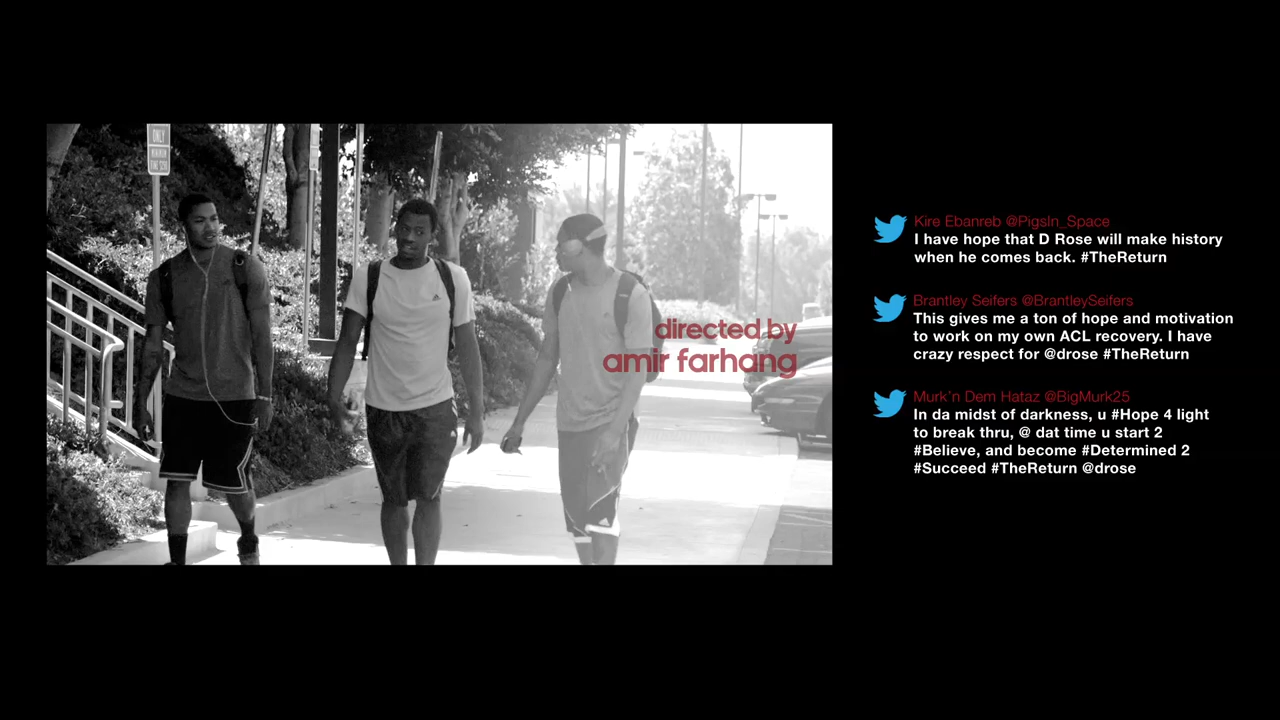 ONLY
directed by
amir farhang
Kire Ebanreb @PigsIn_Space
I have hope that D Rose will make history
when he comes back. #TheReturn
Brantley Seifers @BrantleySeifers
This gives me a ton of hope and motivation
to work on my own ACL recovery. I have
crazy respect for @drose #TheReturn
Murk'n Dem Hataz @BigMurk25
In da midst of darkness, u #Hope 4 light
to break thru, @ dat time u start 2
#Believe, and become #Determined 2
#Succeed #TheReturn @drose